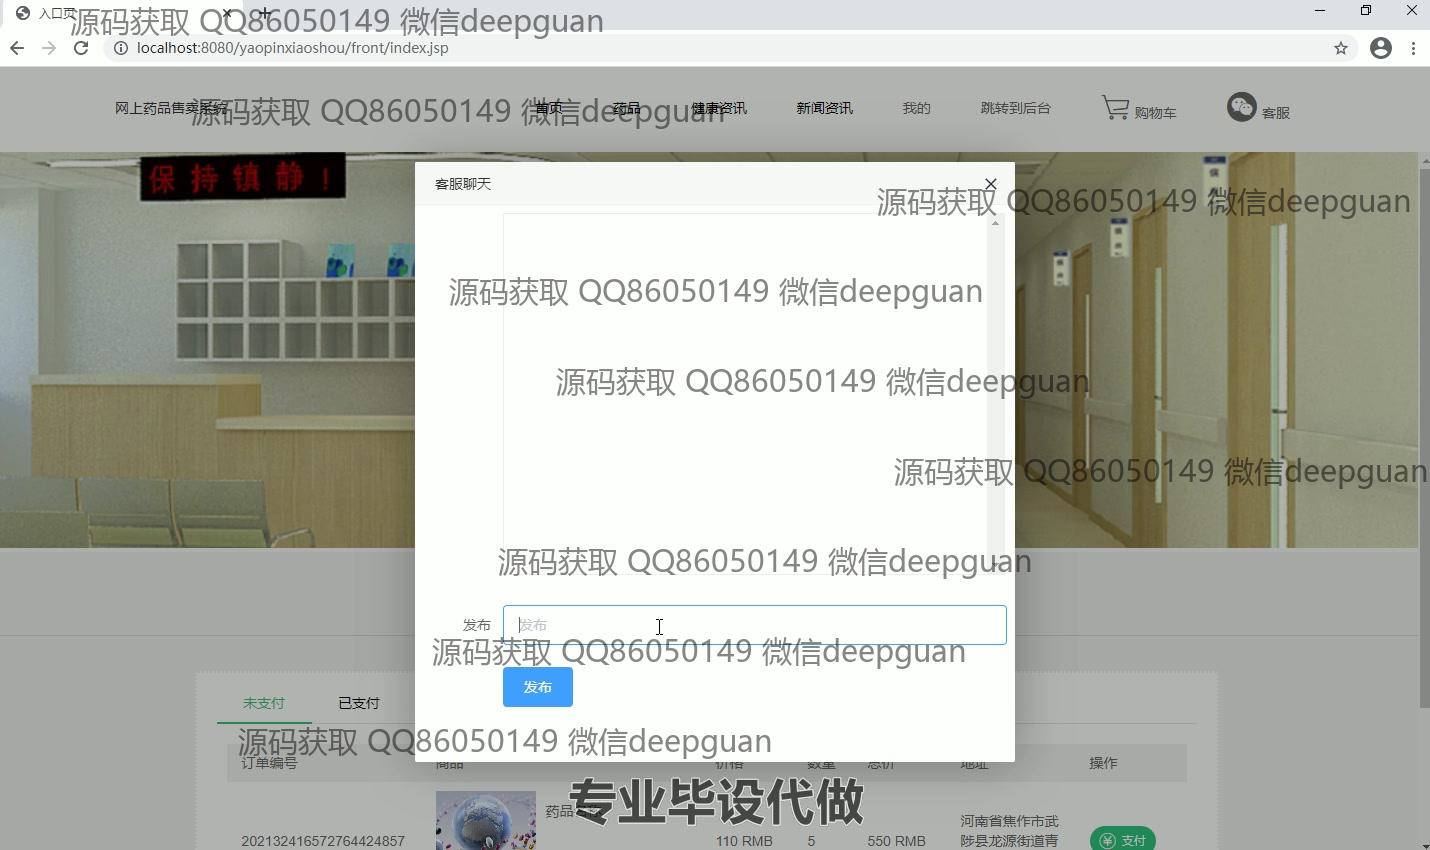 入口页
源码获取 QQ86050149 微信deepguan
localhost:8080/yaopinxiaoshou/front/index.jsp
网上药品售卖系统
首页
药品
健康资讯
新闻资讯
我的
跳转到后台
购物车
客服
源码获取 QQ86050149 微信deepguan
保持镇静！
客服聊天
源码获取 QQ86050149 微信deepguan
源码获取 QQ86050149 微信deepguan
源码获取 QQ86050149 微信deepguan
源码获取 QQ86050149 微信deepguan
源码获取 QQ86050149 微信deepguan
发布
发布
源码获取 QQ86050149 微信deepguan
发布
未支付
已支付
源码获取 QQ86050149 微信deepguan
订单编号
商品
价格
数量
总价
地址
操作
专业毕设代做
药品名称
202132416572764424857
110 RMB
5
550 RMB
河南省焦作市武
陟县龙源街道青
支付